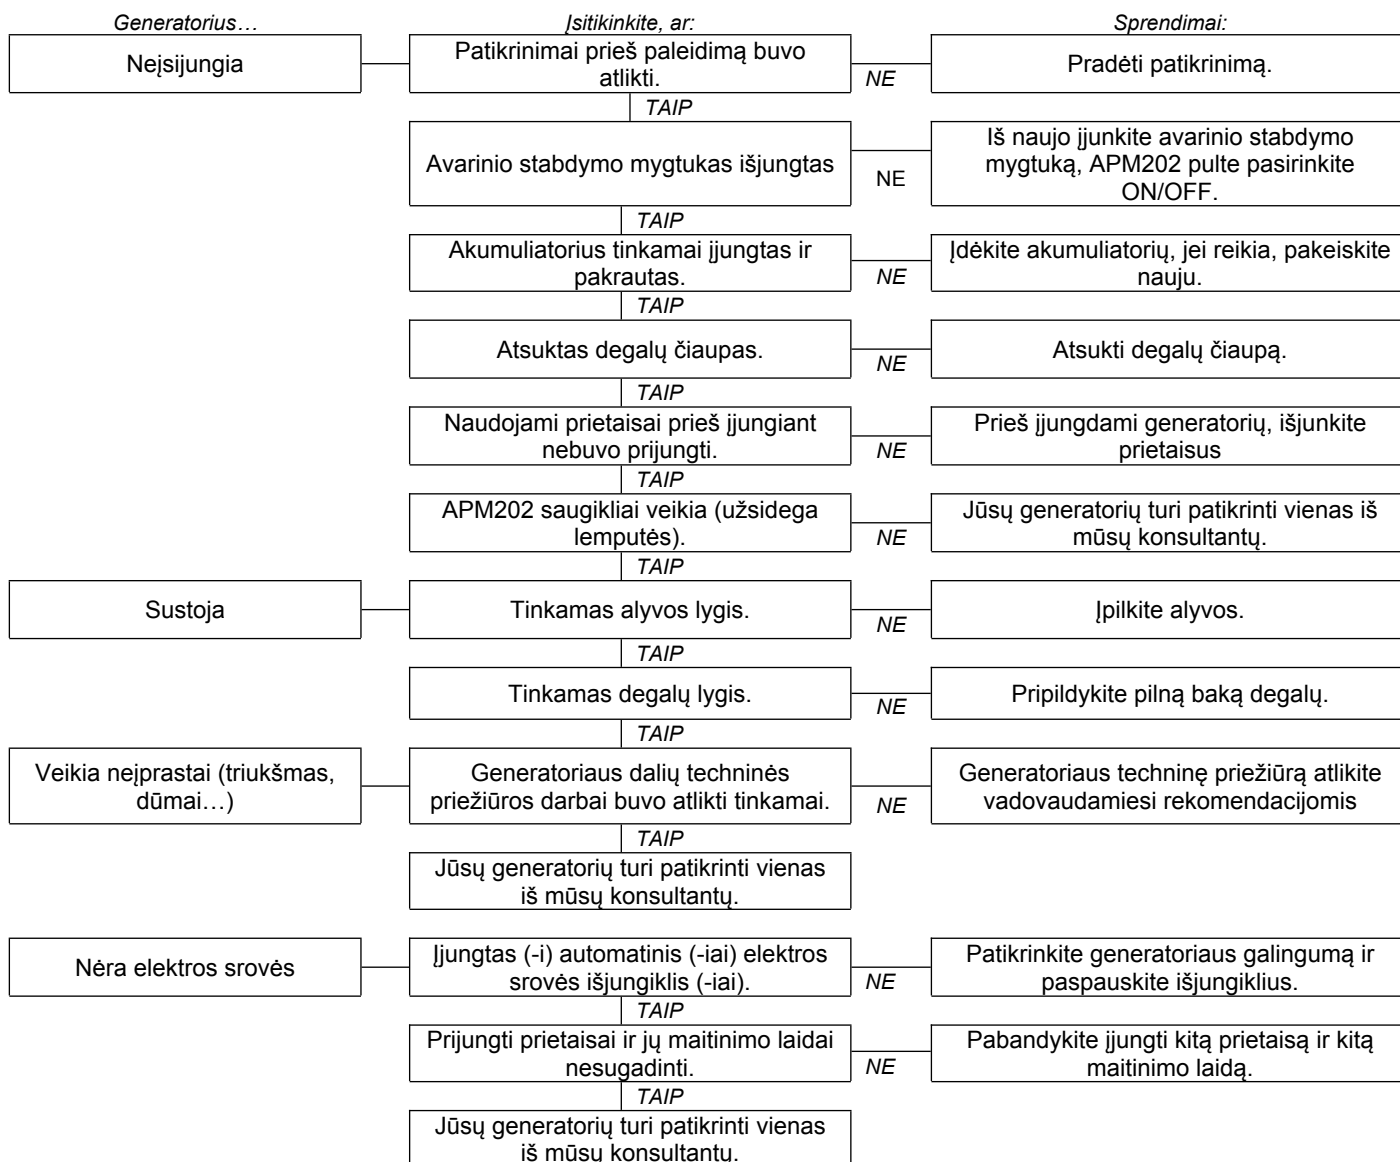 Generatorius…
Įsitikinkite, ar:
Sprendimai:
Neįsijungia
Patikrinimai prieš paleidimą buvo
atlikti.
NE
Pradėti patikrinimą.
TAIP
Avarinio stabdymo mygtukas išjungtas
NE
Iš naujo įjunkite avarinio stabdymo
mygtuką, APM202 pulte pasirinkite
ON/OFF.
TAIP
Akumuliatorius tinkamai įjungtas ir
pakrautas.
NE
Įdėkite akumuliatorių, jei reikia, pakeiskite
nauju.
TAIP
Atsuktas degalų čiaupas.
NE
Atsukti degalų čiaupą.
TAIP
Naudojami prietaisai prieš įjungiant
nebuvo prijungti.
NE
Prieš įjungdami generatorių, išjunkite
prietaisus
TAIP
APM202 saugikliai veikia (užsidega
lemputės).
NE
Jūsų generatorių turi patikrinti vienas iš
mūsų konsultantų.
TAIP
Sustoja
Tinkamas alyvos lygis.
NE
Įpilkite alyvos.
TAIP
Tinkamas degalų lygis.
NE
Pripildykite pilną baką degalų.
TAIP
Veikia neįprastai (triukšmas,
dūmai…)
Generatoriaus dalių techninės
priežiūros darbai buvo atlikti tinkamai.
NE
Generatoriaus techninę priežiūrą atlikite
vadovaudamiesi rekomendacijomis
TAIP
Jūsų generatorių turi patikrinti vienas
iš mūsų konsultantų.
Nėra elektros srovės
Įjungtas (-i) automatinis (-iai) elektros
srovės išjungiklis (-iai).
NE
Patikrinkite generatoriaus galingumą ir
paspauskite išjungiklius.
TAIP
Prijungti prietaisai ir jų maitinimo laidai
nesugadinti.
NE
Pabandykite įjungti kitą prietaisą ir kitą
maitinimo laidą.
TAIP
Jūsų generatorių turi patikrinti vienas
iš mūsų konsultantų.